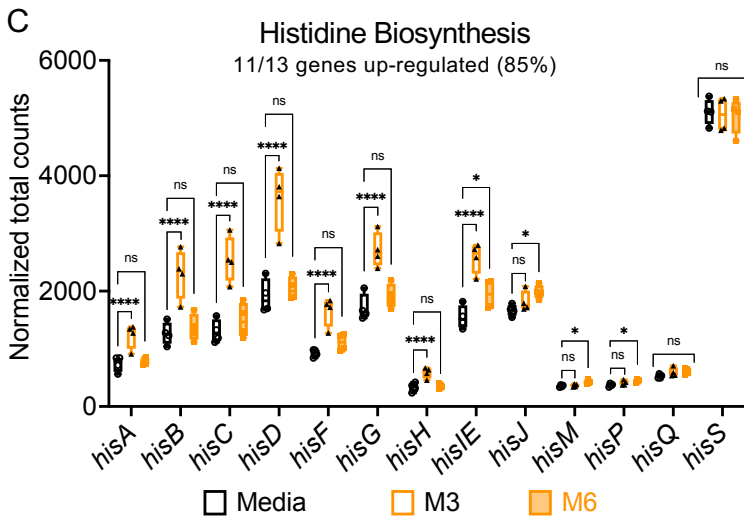 C
Histidine Biosynthesis
11/13 genes up-regulated (85%)
Normalized total counts
6000
4000
2000
0
ns
****
ns
****
ns
****
ns
****
ns
****
ns
****
ns
****
*
****
*
ns
*
ns
*
ns
ns
ns
hisA
hisB
hisC
hisD
hisF
hisG
hisH
hisIE
hisJ
hisM
hisP
hisQ
hisS
Media
M3
M6